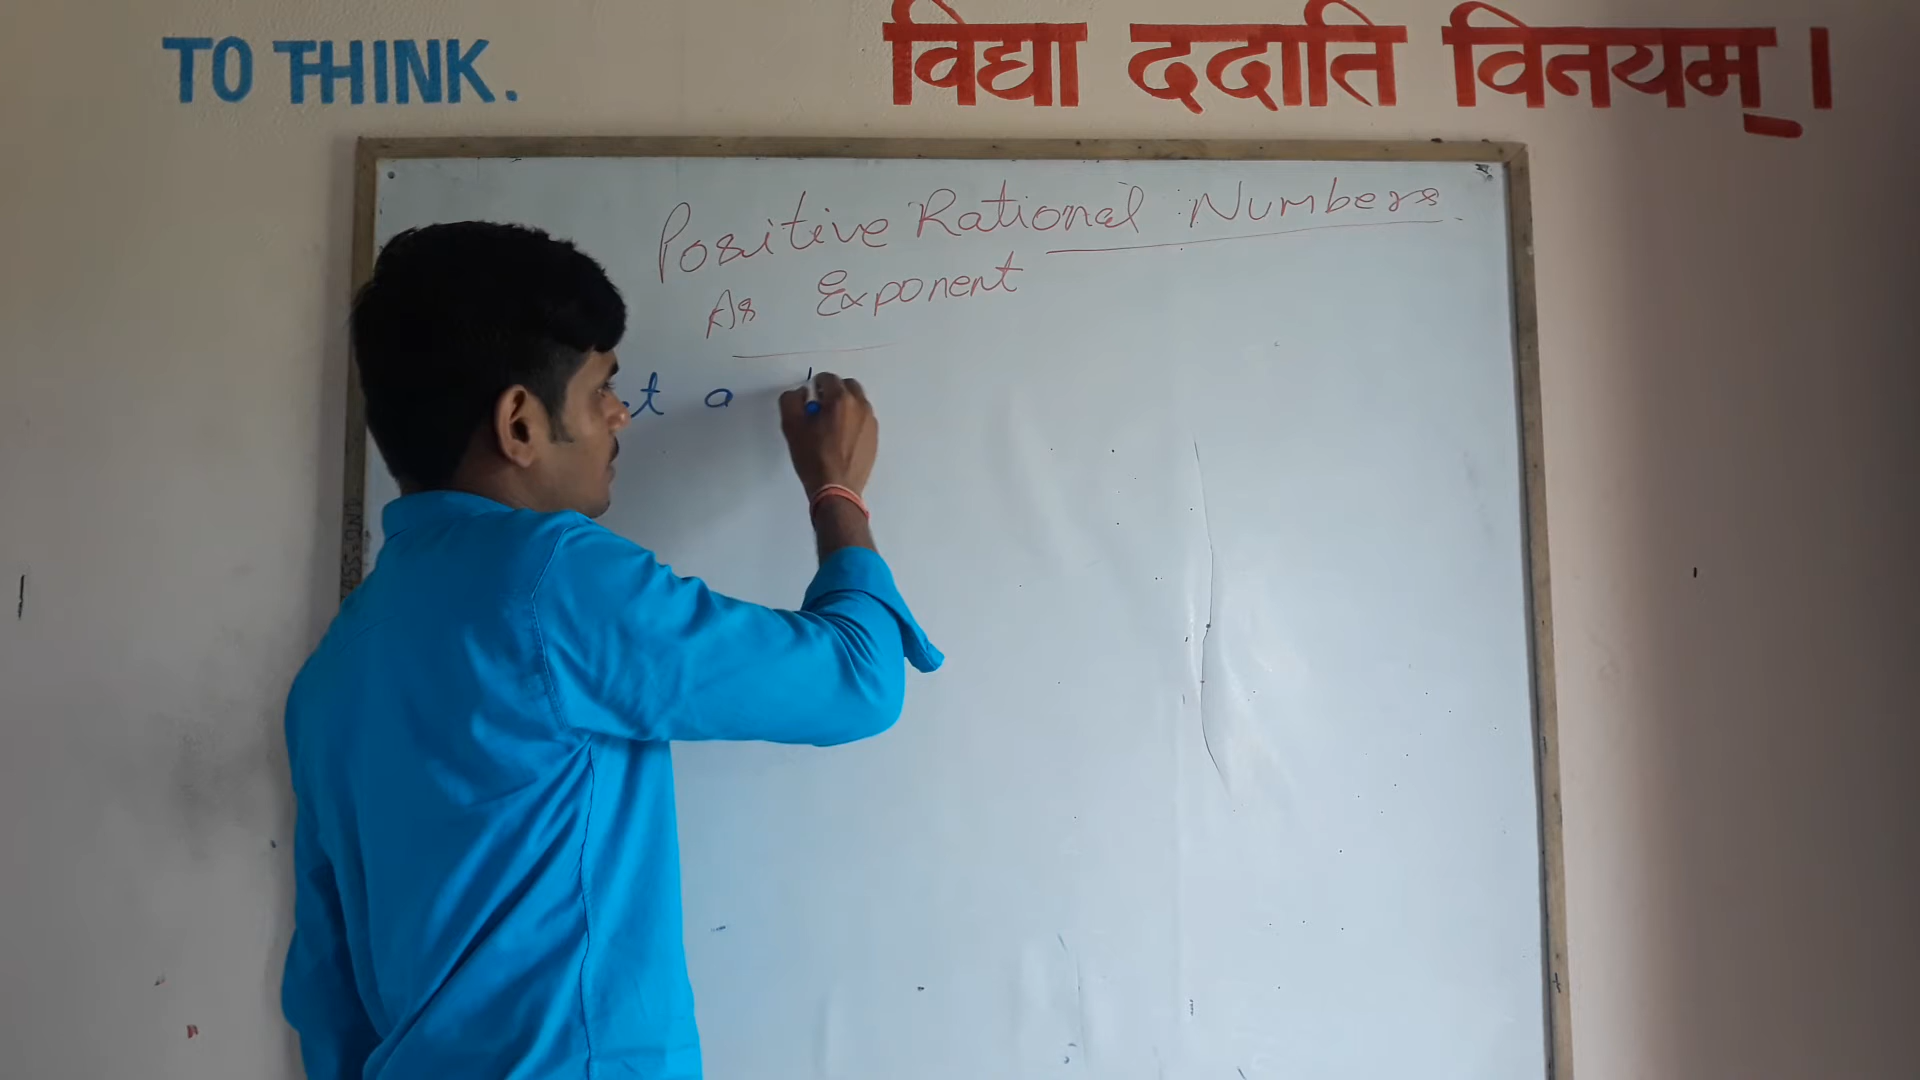 TO THINK.
विद्या ददाति विनयम्।
Positive Rational Numbers.
As Exponent
a